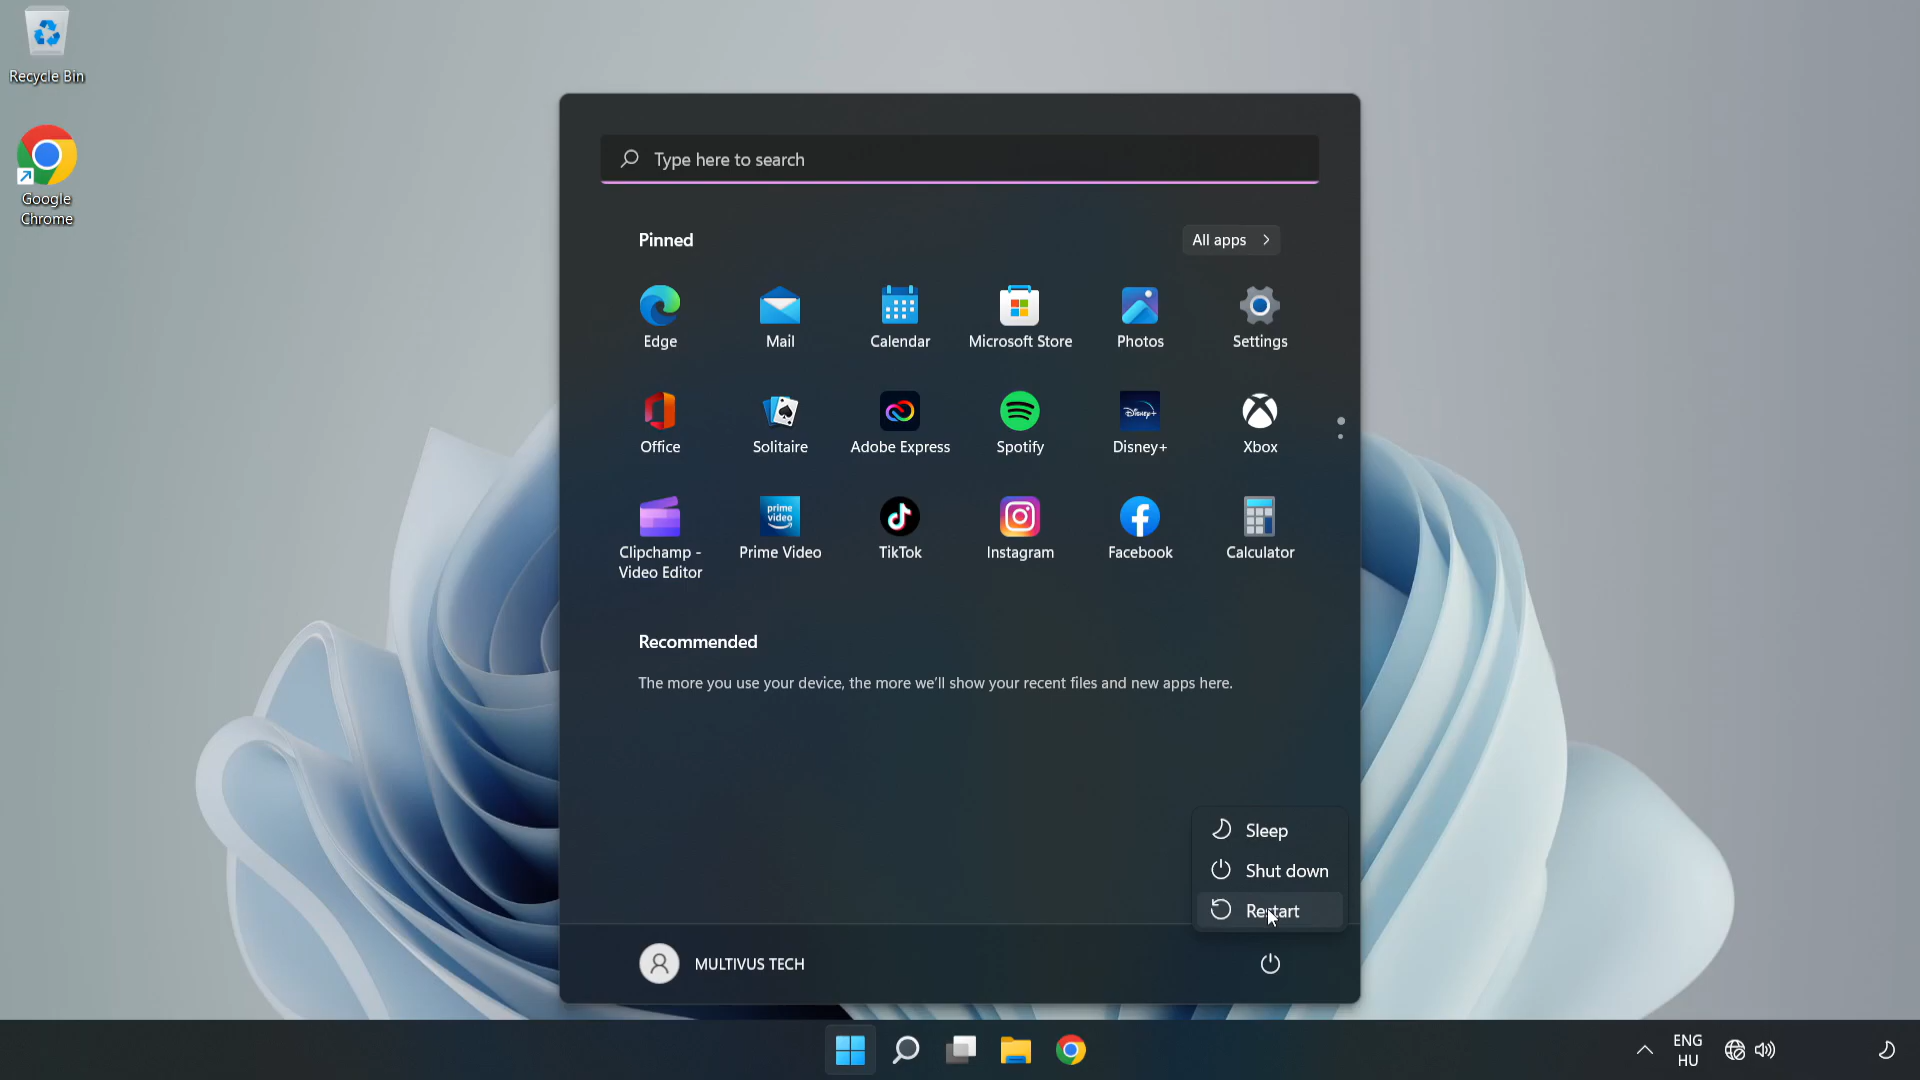 Recycle Bin
Google
Chrome
Type here to search
Pinned
All apps
Edge
Mail
Calendar
Microsoft Store
Photos
Settings
Office
Solitaire
Adobe Express
Spotify
Disney+
Disney+
Xbox
Clipchamp -
Video Editor
prime
video
Prime Video
TikTok
Instagram
Facebook
Calculator
Recommended
The more you use your device, the more we'll show your recent files and new apps here.
Sleep
Shut down
Restart
MULTIVUS TECH
ENG
HU